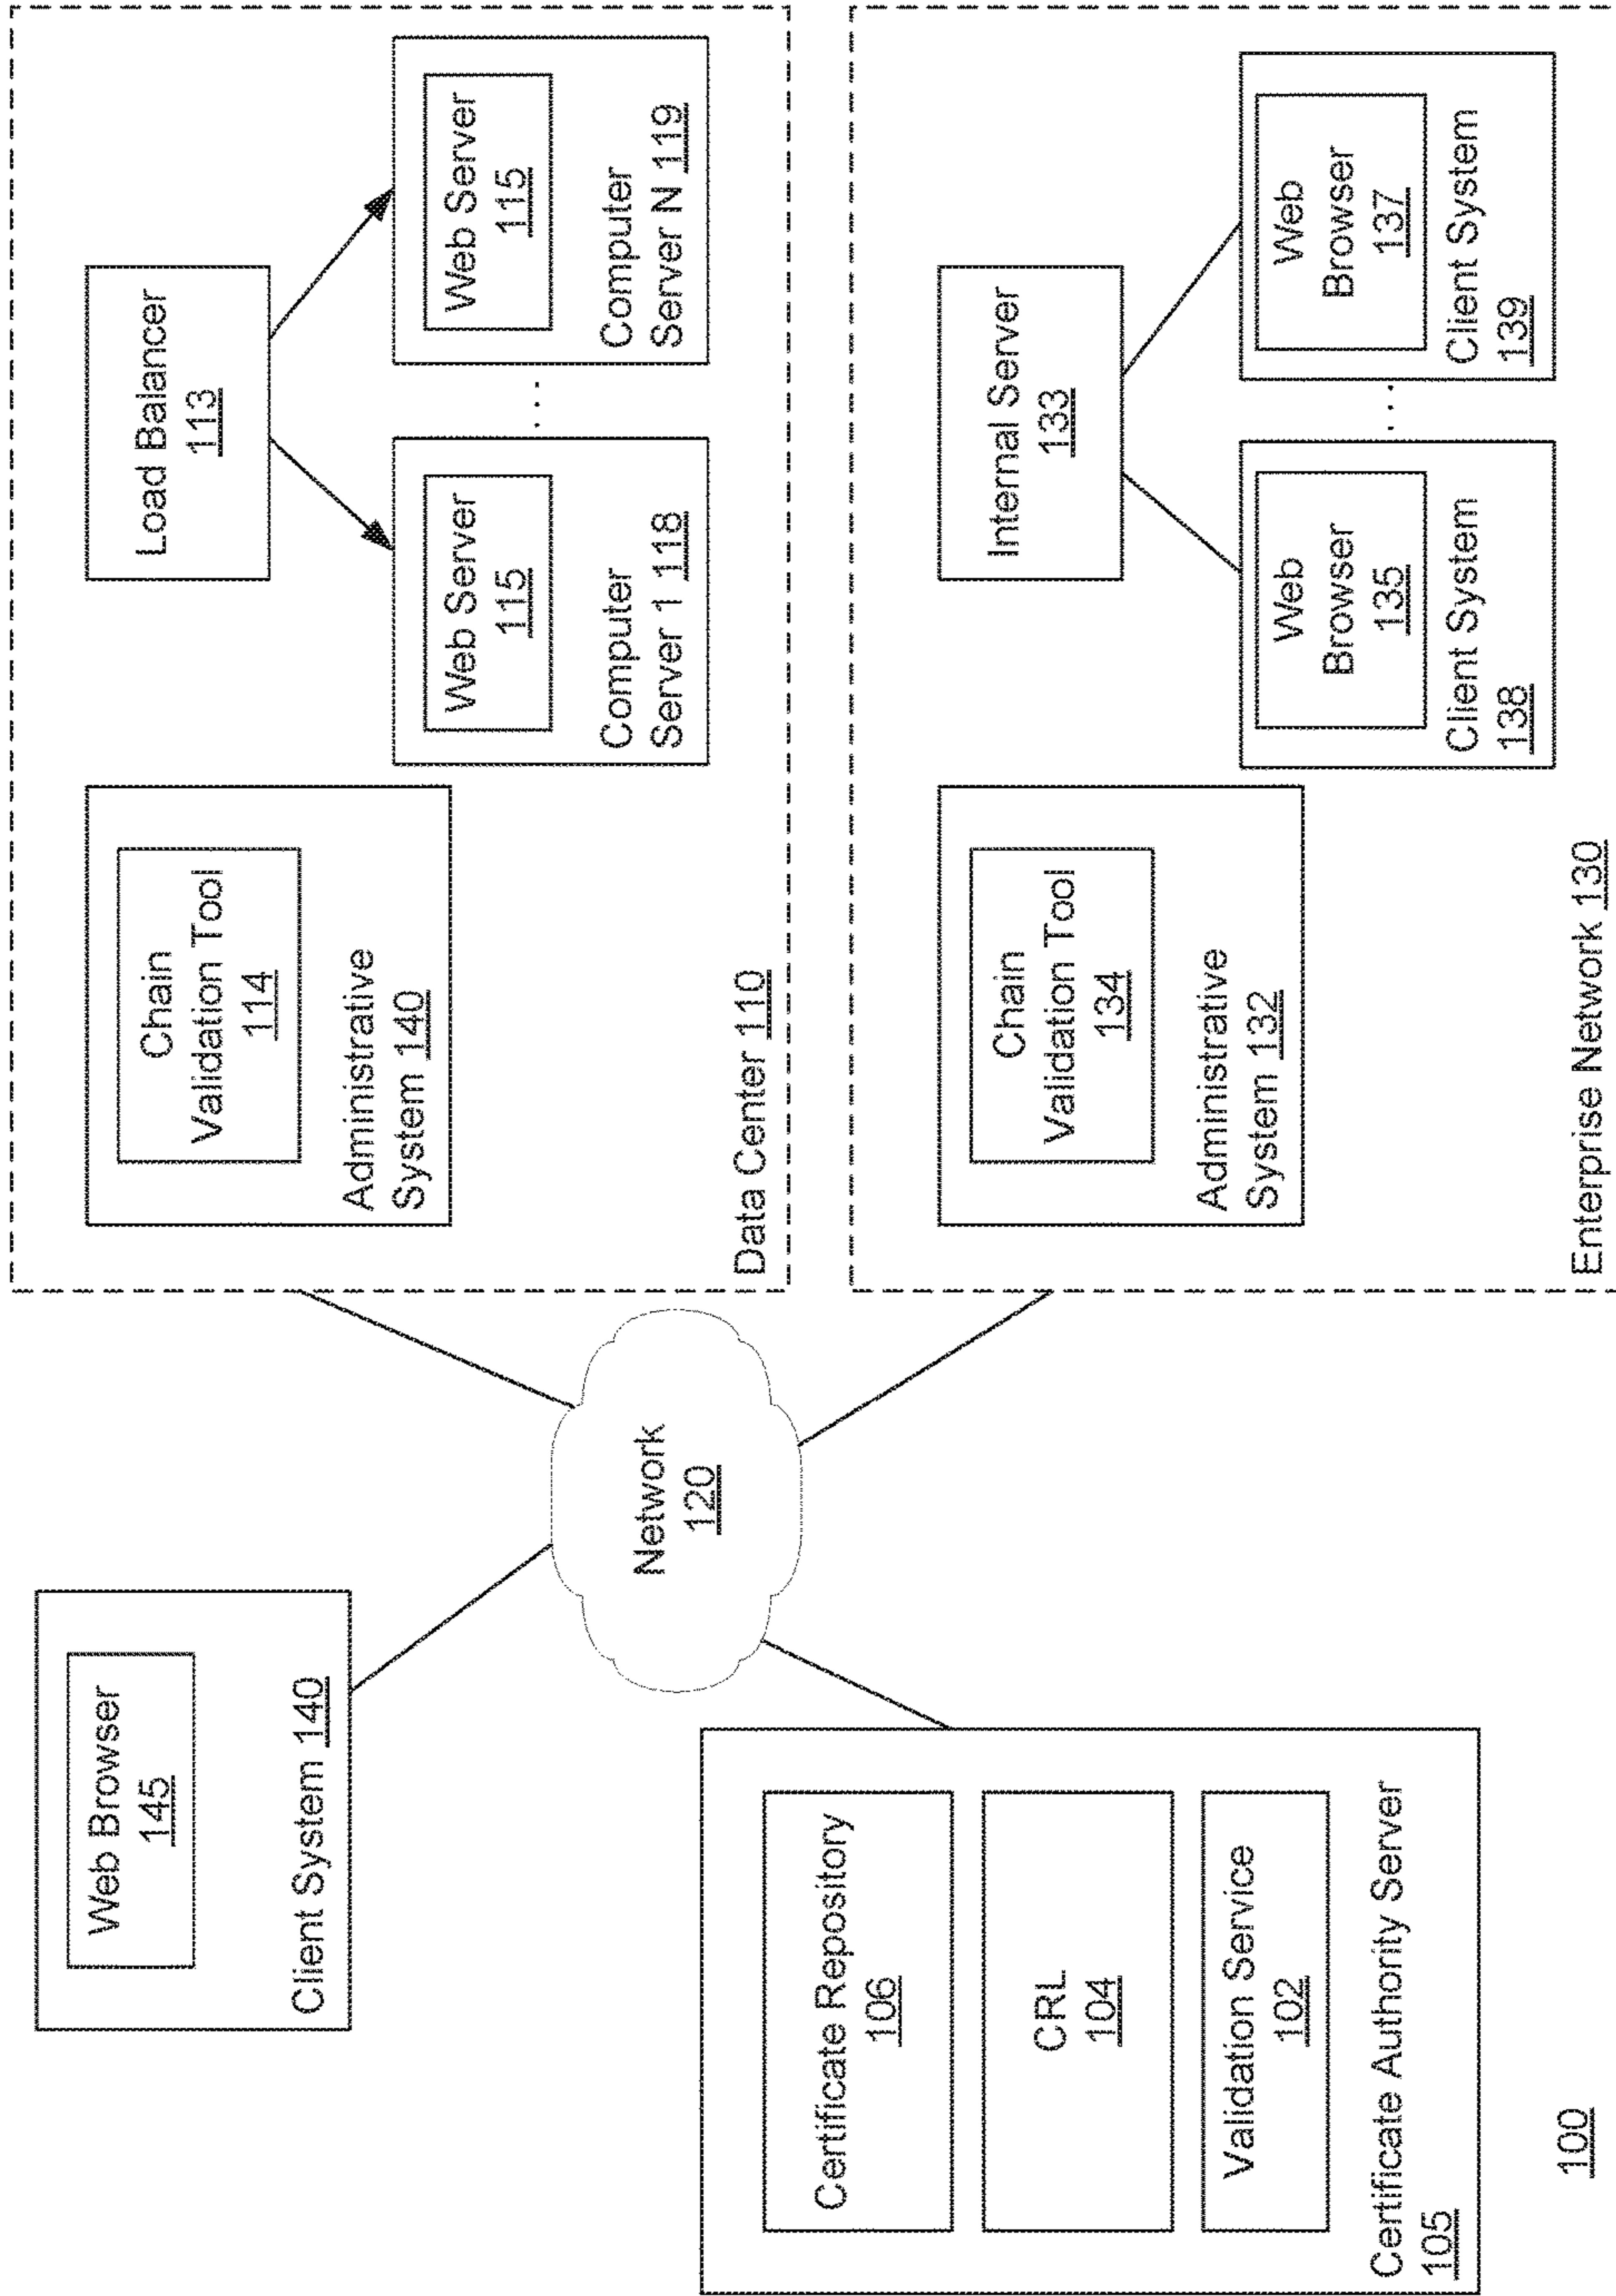 Web Browser
145
Client System 140
Certificate Repository
106
CRL
104
Validation Service
102
Certificate Authority Server
105
100
Network
120
Chain
Validation Tool
114
Administrative
System 140
Load Balancer
113
Web Server
115
Computer
Server 1 118
. . .
Web Server
115
Computer
Server N 119
Data Center 110
Chain
Validation Tool
134
Administrative
System 132
Internal Server
133
Web
Browser
135
Client System
138
. . .
Web
Browser
137
Client System
139
Enterprise Network 130